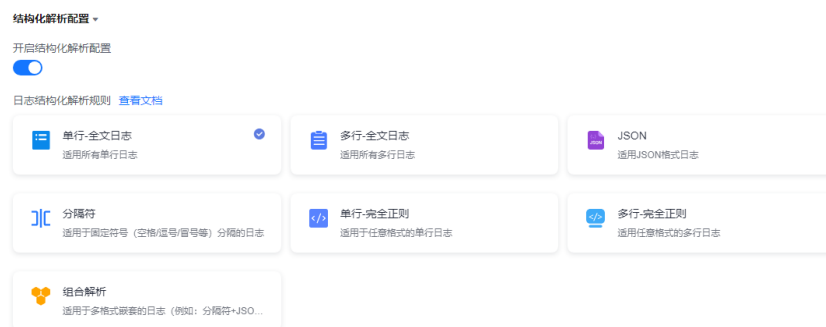 结构化解析配置
开启结构化解析配置
日志结构化解析规则 查看文档
单行-全文日志
适用所有单行日志
多行-全文日志
适用所有多行日志
JSON
JSON
适用JSON格式日志
分隔符
适用于固定符号（空格/逗号/冒号等）分隔的日志
单行-完全正则
适用于任意格式的单行日志
多行-完全正则
适用任意格式的多行日志
组合解析
适用于多格式嵌套的日志（例如：分隔符+JSO...